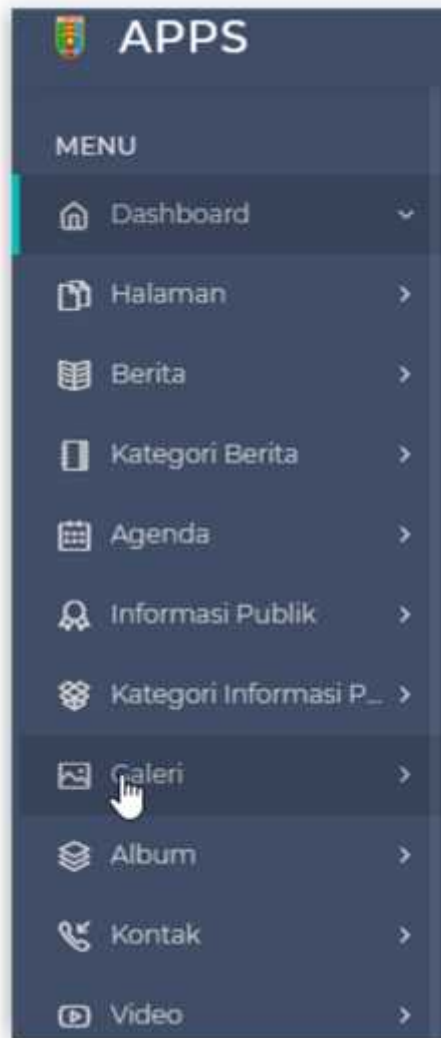 APPS
MENU
Dashboard
Halaman
Berita
Kategori Berita
Agenda
Informasi Publik
Kategori Informasi P...
Galeri
Album
Kontak
Video